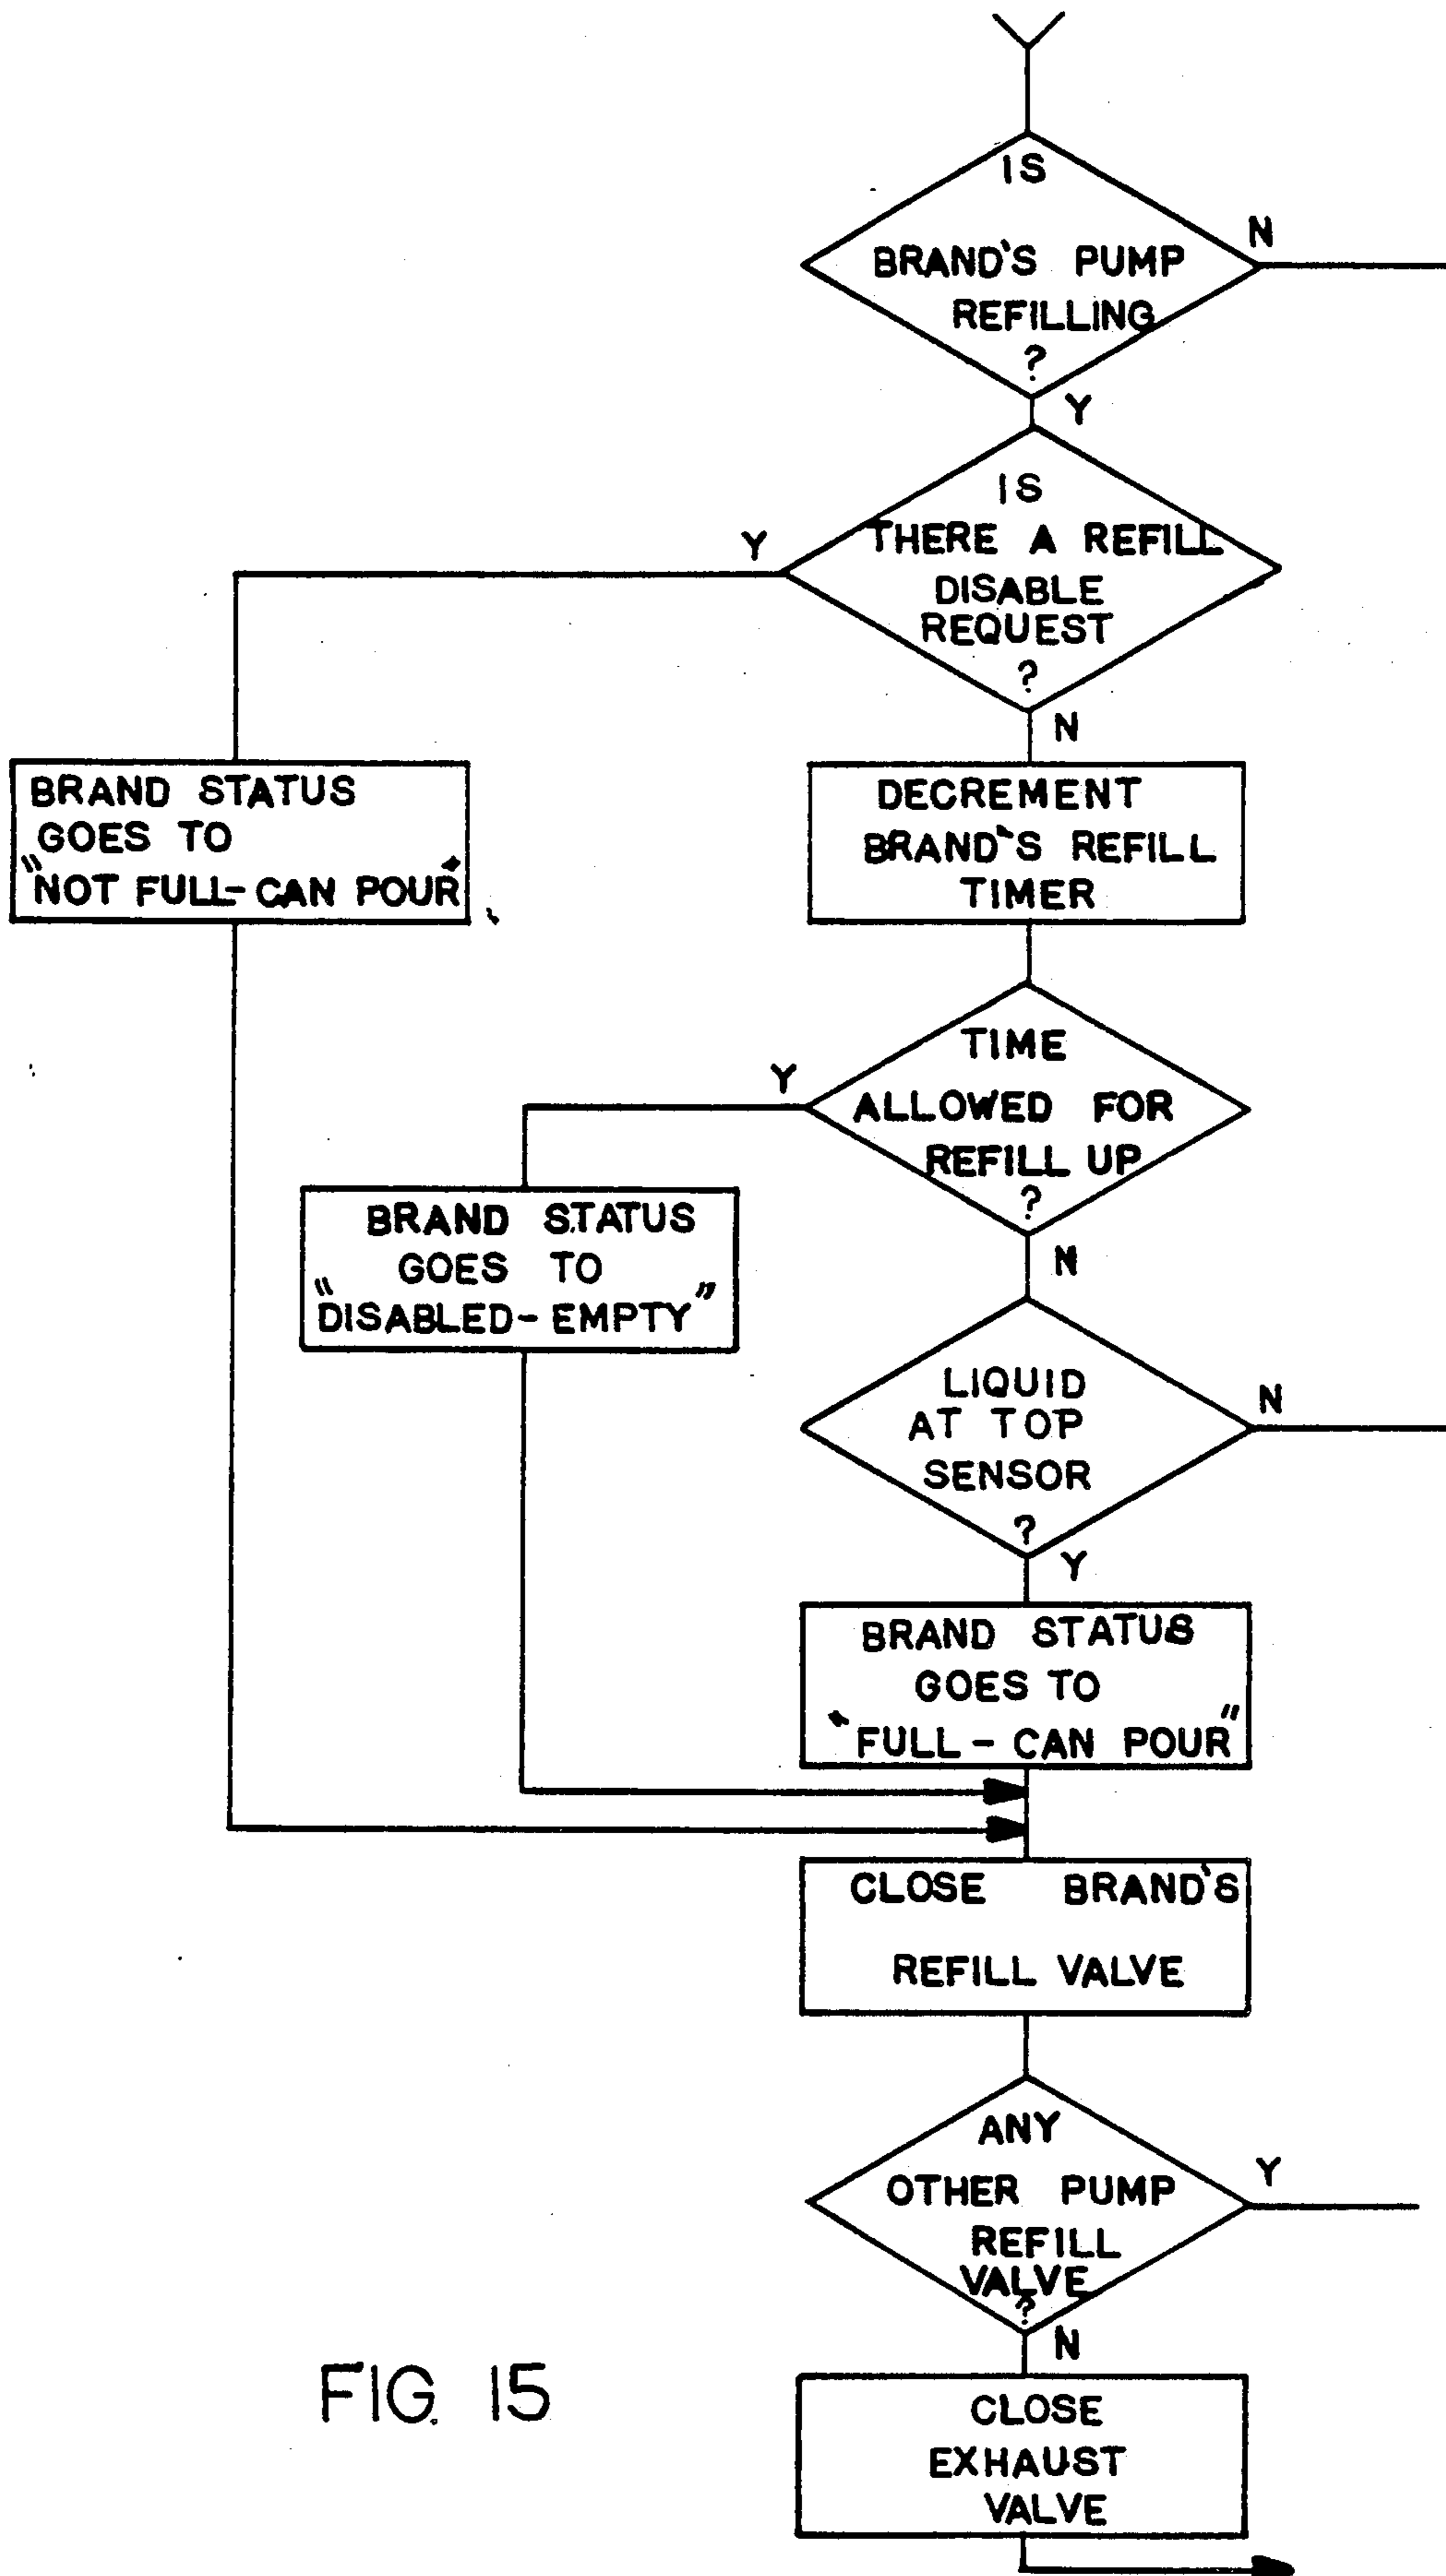 IS
BRAND'S PUMP
REFILLING
?
N
Y
IS
THERE A REFILL
DISABLE
REQUEST
?
Y
N
BRAND STATUS
GOES TO
"NOT FULL-CAN POUR"
DECREMENT
BRAND'S REFILL
TIMER
TIME
ALLOWED FOR
REFILL UP
?
Y
N
BRAND STATUS
GOES TO
"DISABLED-EMPTY"
LIQUID
AT TOP
SENSOR
?
N
Y
BRAND STATUS
GOES TO
"FULL-CAN POUR"
CLOSE BRAND'S
REFILL VALVE
ANY
OTHER PUMP
REFILL
VALVE
?
Y
N
CLOSE
EXHAUST
VALVE
FIG. 15